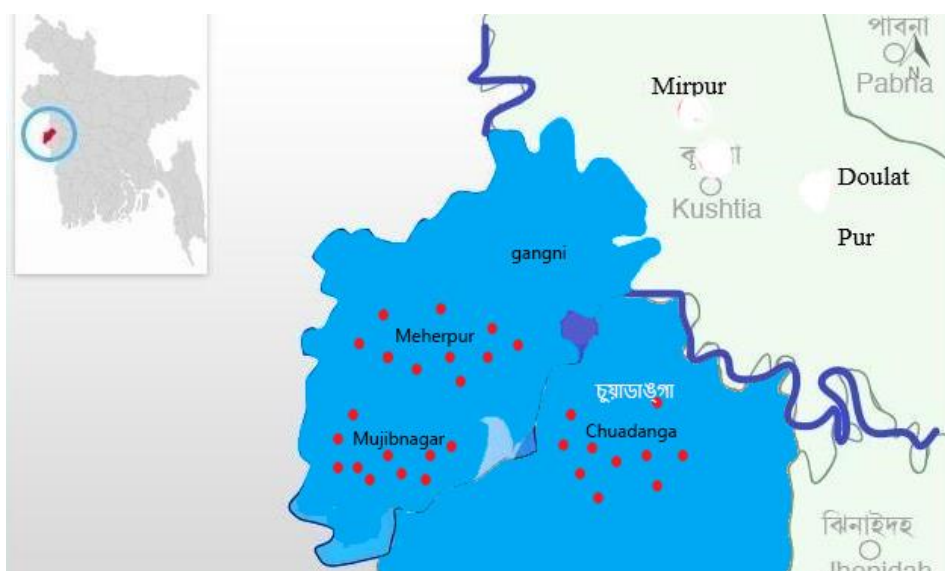 পাবনা
N
Pabna
Mirpur
Kushtia
Doulat
Pur
gangni
Meherpur
চুয়াডাঙ্গা
Chuadanga
Mujibnagar
ঝিনাইদহ